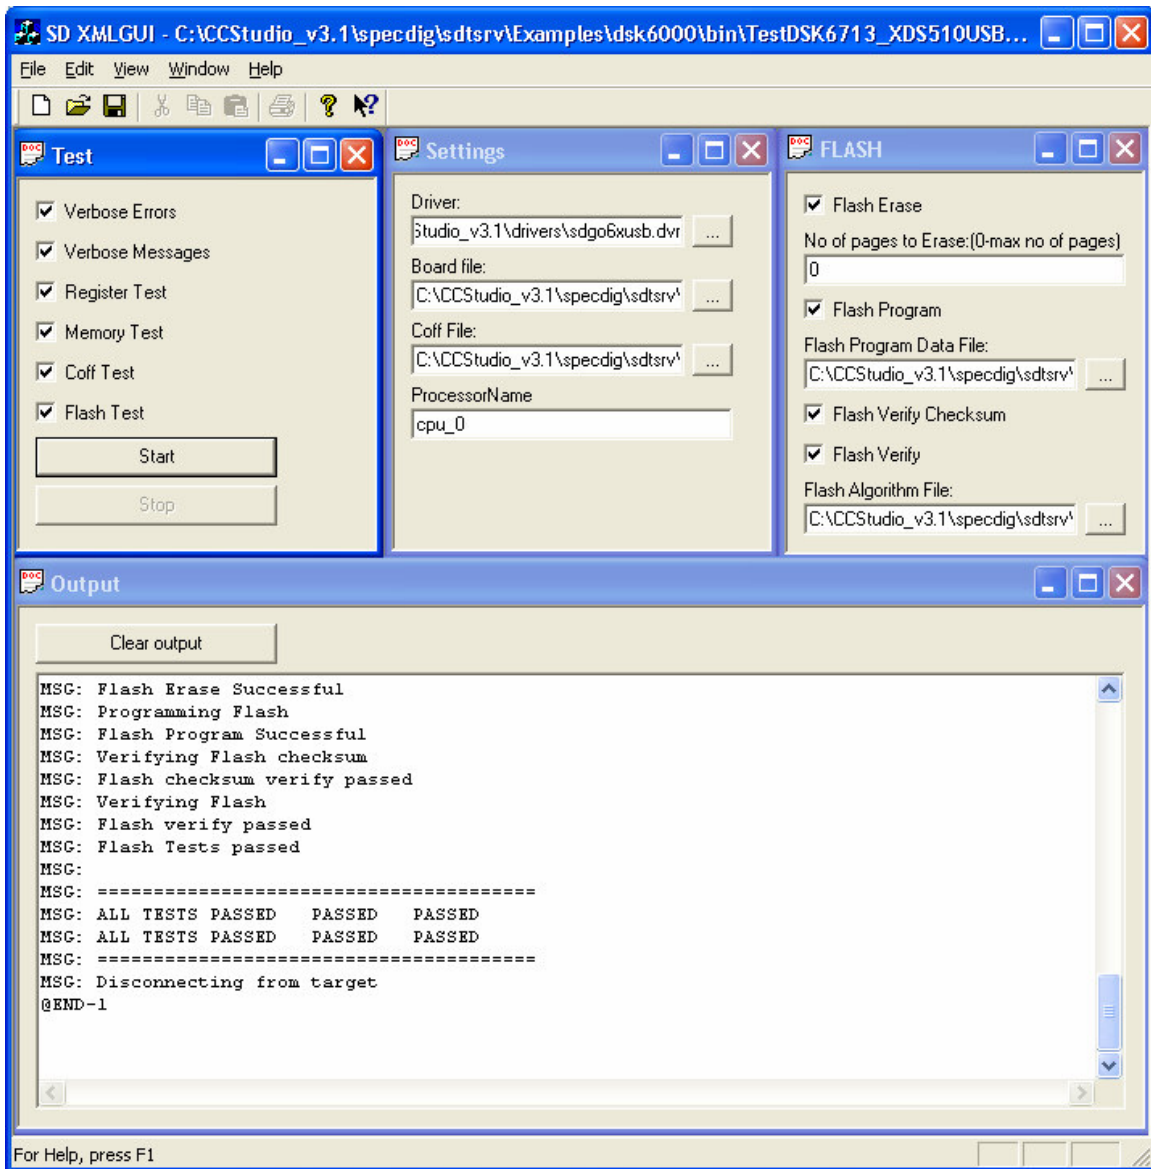 SD XMLGUI - C:\CCStudio_v3.1\specdig\sdtsrv\Examples\dsk6000\bin\TestDSK6713_XDS510USB...
File Edit View Window Help
Test
Verbose Errors
Verbose Messages
Register Test
Memory Test
Coff Test
Flash Test
Start
Stop
Settings
Driver:
Studio_v3.1\drivers\sdgo6xusb.dvr
...
Board file:
C:\CCStudio_v3.1\specdig\sdtsrv\
...
Coff File:
C:\CCStudio_v3.1\specdig\sdtsrv\
...
ProcessorName
cpu_0
FLASH
Flash Erase
No of pages to Erase:(0-max no of pages)
0
Flash Program
Flash Program Data File:
C:\CCStudio_v3.1\specdig\sdtsrv\
...
Flash Verify Checksum
Flash Verify
Flash Algorithm File:
C:\CCStudio_v3.1\specdig\sdtsrv\
...
Output
Clear output
MSG: Flash Erase Successful
MSG: Programming Flash
MSG: Flash Program Successful
MSG: Verifying Flash checksum
MSG: Flash checksum verify passed
MSG: Verifying Flash
MSG: Flash verify passed
MSG: Flash Tests passed
MSG:
MSG: =======================================
MSG: ALL TESTS PASSED   PASSED   PASSED
MSG: ALL TESTS PASSED   PASSED   PASSED
MSG: =======================================
MSG: Disconnecting from target
@END-1
For Help, press F1